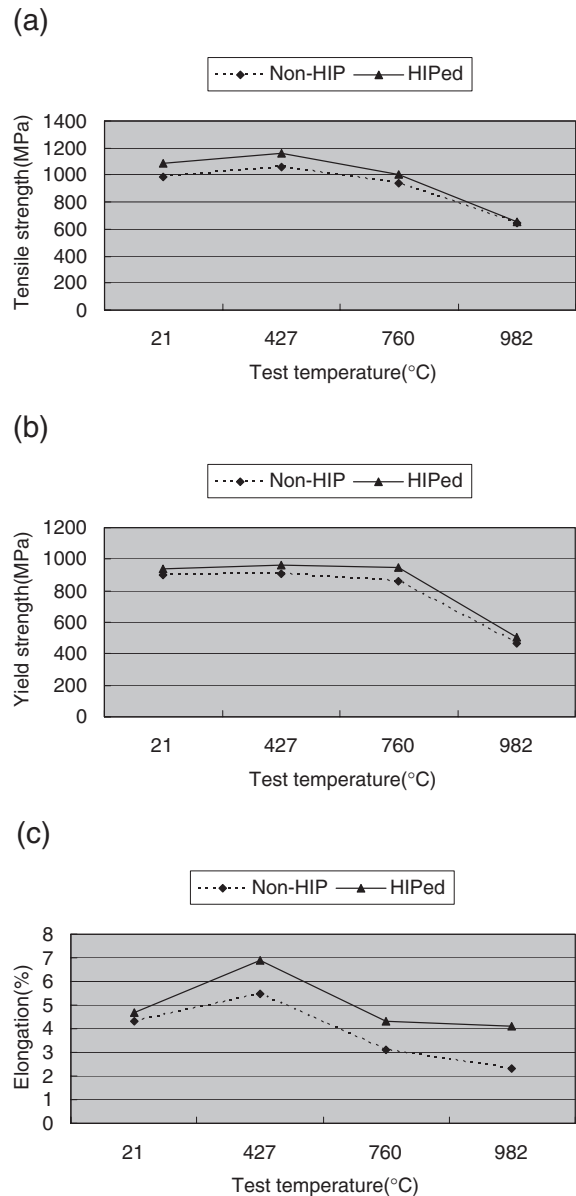 (a)
Non-HIP HIPed
Tensile strength(MPa)
1400
1200
1000
800
600
400
200
0
21 427 760 982
Test temperature(°C)
(b)
Non-HIP HIPed
Yield strength(MPa)
1200
1000
800
600
400
200
0
21 427 760 982
Test temperature(°C)
(c)
Non-HIP HIPed
Elongation(%)
8
7
6
5
4
3
2
1
0
21 427 760 982
Test temperature(°C)